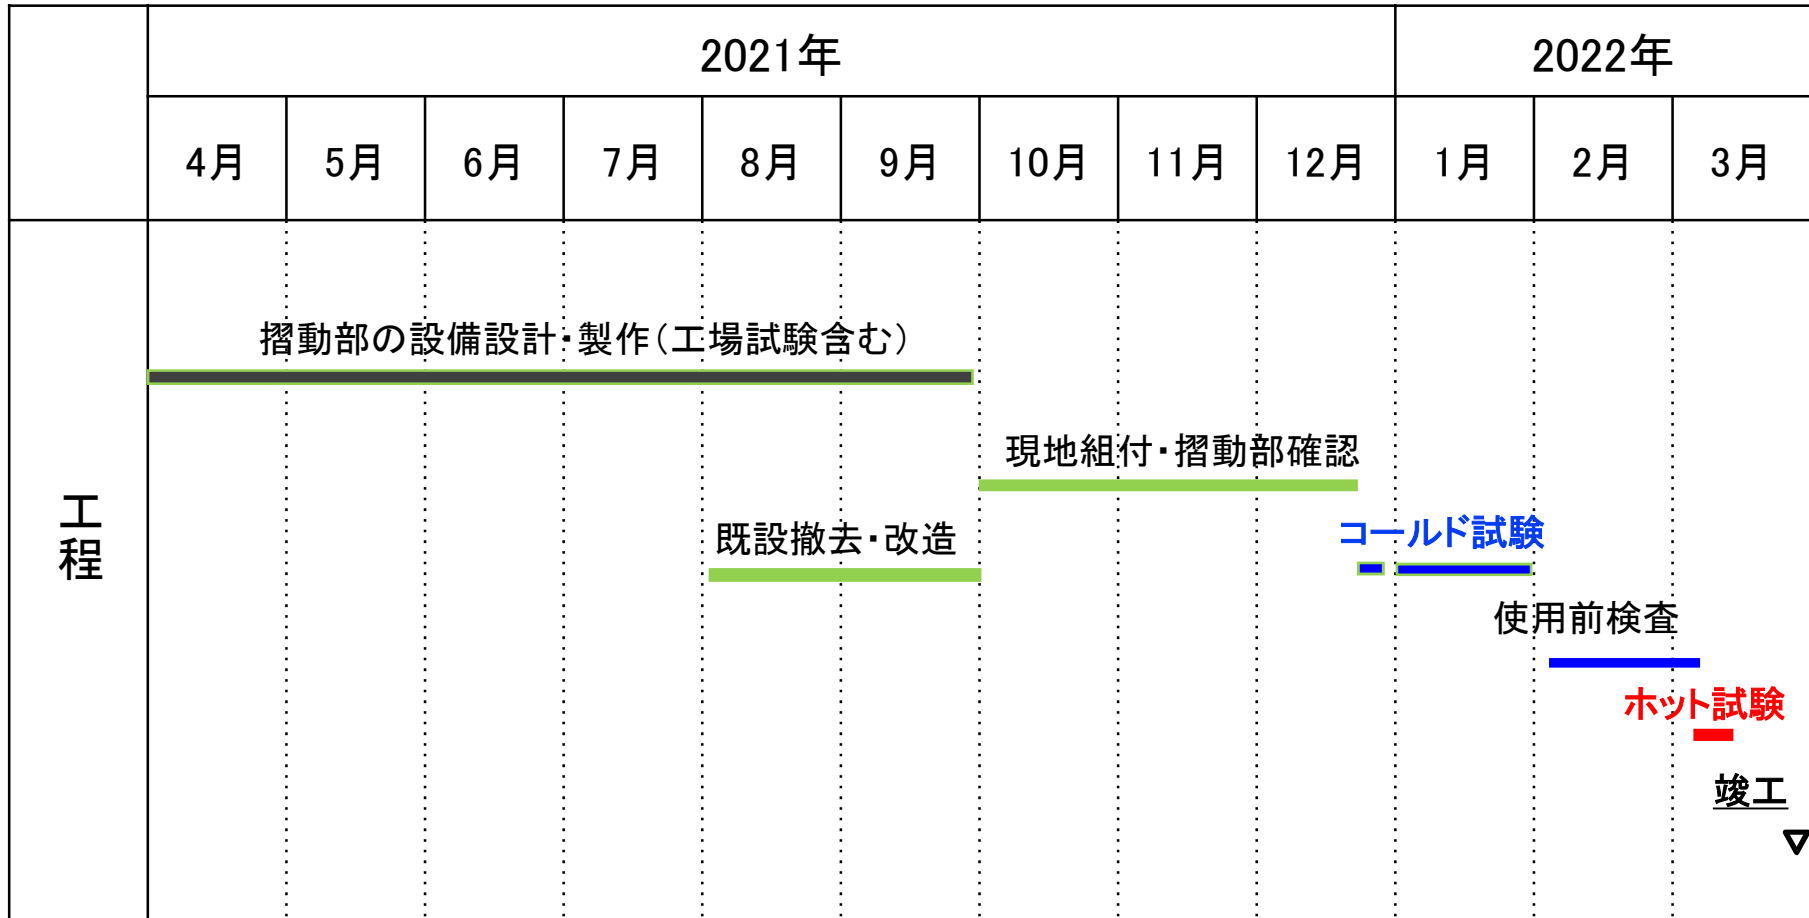 2021年 2022年
4月 5月 6月 7月 8月 9月 10月 11月 12月 1月 2月 3月
工程
摺動部の設備設計・製作(工場試験含む)
現地組付・摺動部確認
既設撤去・改造
コールド試験
使用前検査
ホット試験
竣工